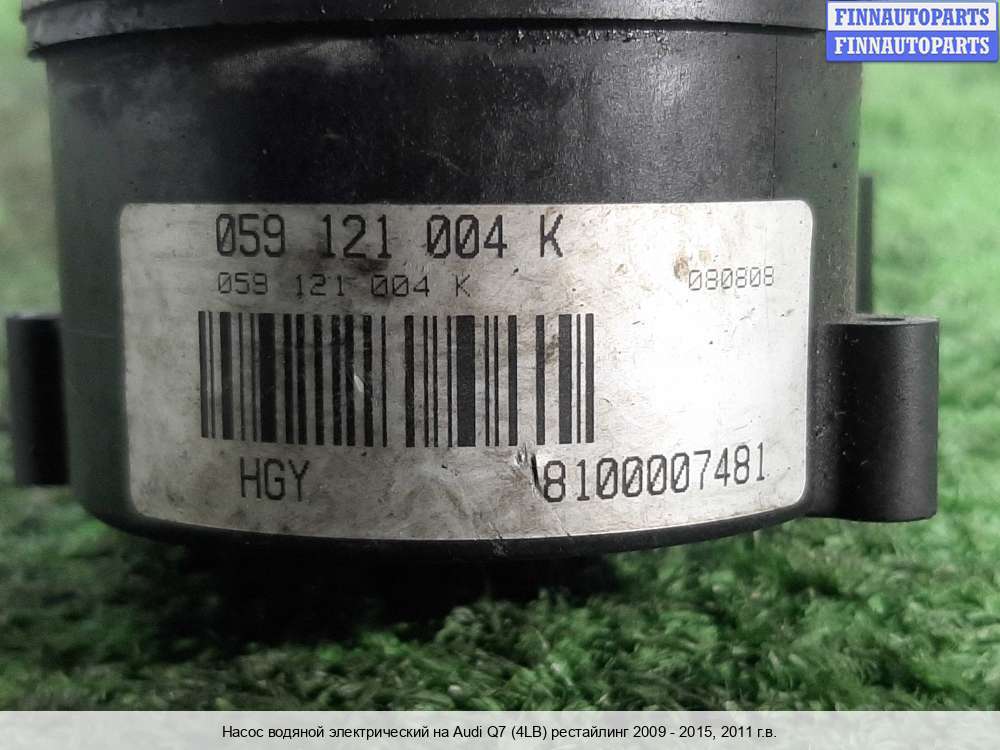 FINNAUTOPARTS
FINNAUTOPARTS
059 121 004 K
059 121 004 K 080808
HGY 8100007481
Насос водяной электрический на Audi Q7 (4LB) рестайлинг 2009 - 2015, 2011 г.в.